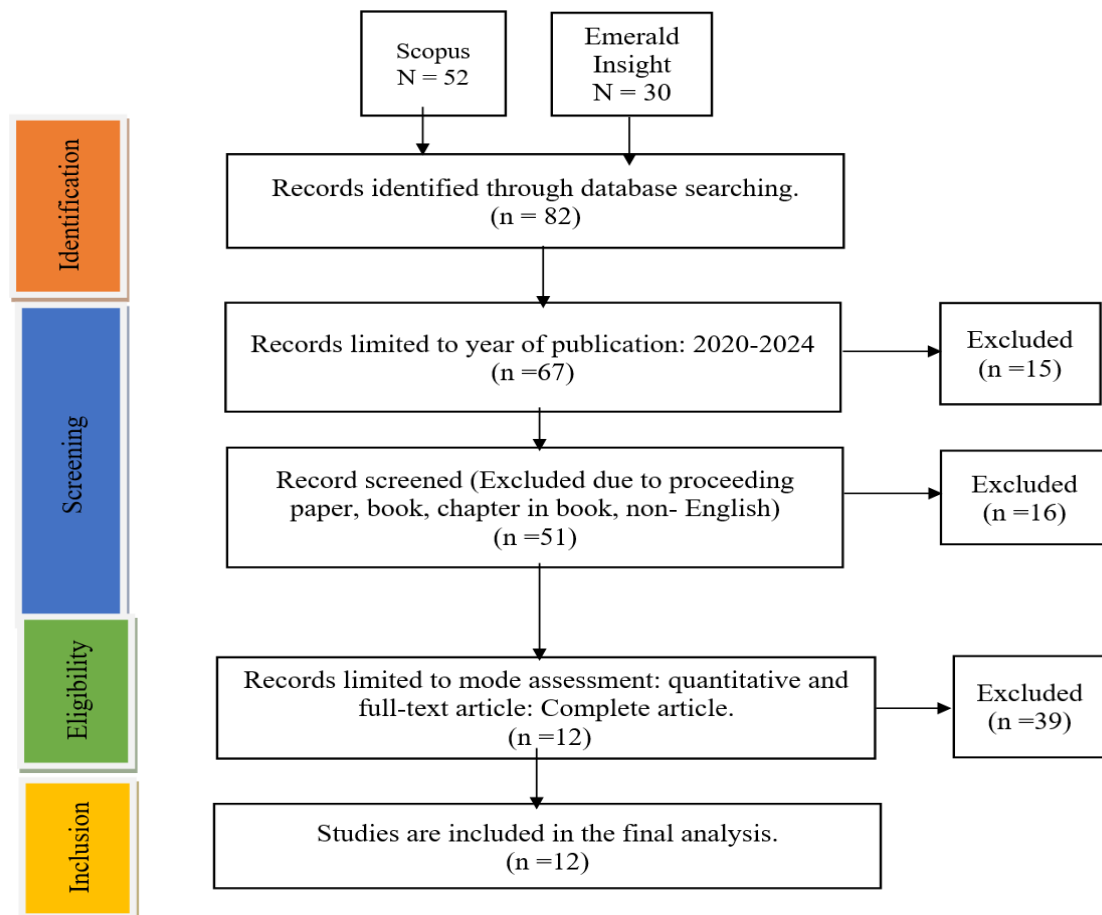 Scopus
N = 52
Emerald
Insight
N = 30
Identification
Records identified through database searching.
(n = 82)
Screening
Records limited to year of publication: 2020-2024
(n =67)
Excluded
(n =15)
Record screened (Excluded due to proceeding
paper, book, chapter in book, non- English)
(n =51)
Excluded
(n =16)
Eligibility
Records limited to mode assessment: quantitative and
full-text article: Complete article.
(n =12)
Excluded
(n =39)
Inclusion
Studies are included in the final analysis.
(n =12)